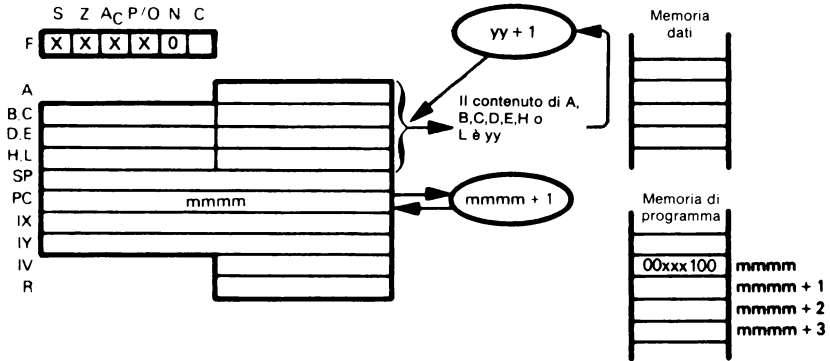 S Z AC P/O N C
F X X X X 0
A
B.C
D.E
H.L
SP
PC mmmm
IX
IY
IV
R
yy + 1
Il contenuto di A,
B,C,D,E,H o
L è yy
mmmm + 1
Memoria
dati
Memoria di
programma
00xxx100 mmmm
mmmm + 1
mmmm + 2
mmmm + 3